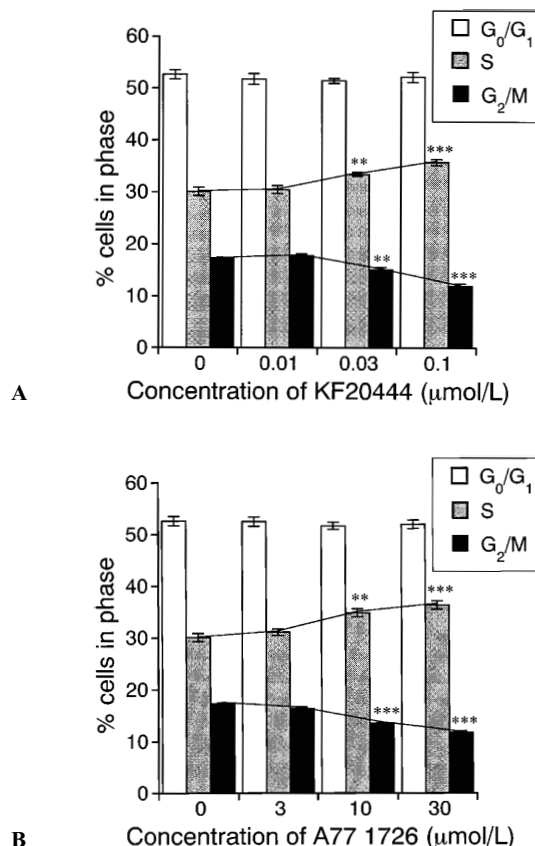 G0/G1
S
G2/M
60
50
40
30
20
10
0
% cells in phase
**
***
**
***
0 0.01 0.03 0.1
A
Concentration of KF20444 (μmol/L)
G0/G1
S
G2/M
60
50
40
30
20
10
0
% cells in phase
**
***
***
***
0 3 10 30
B
Concentration of A77 1726 (μmol/L)